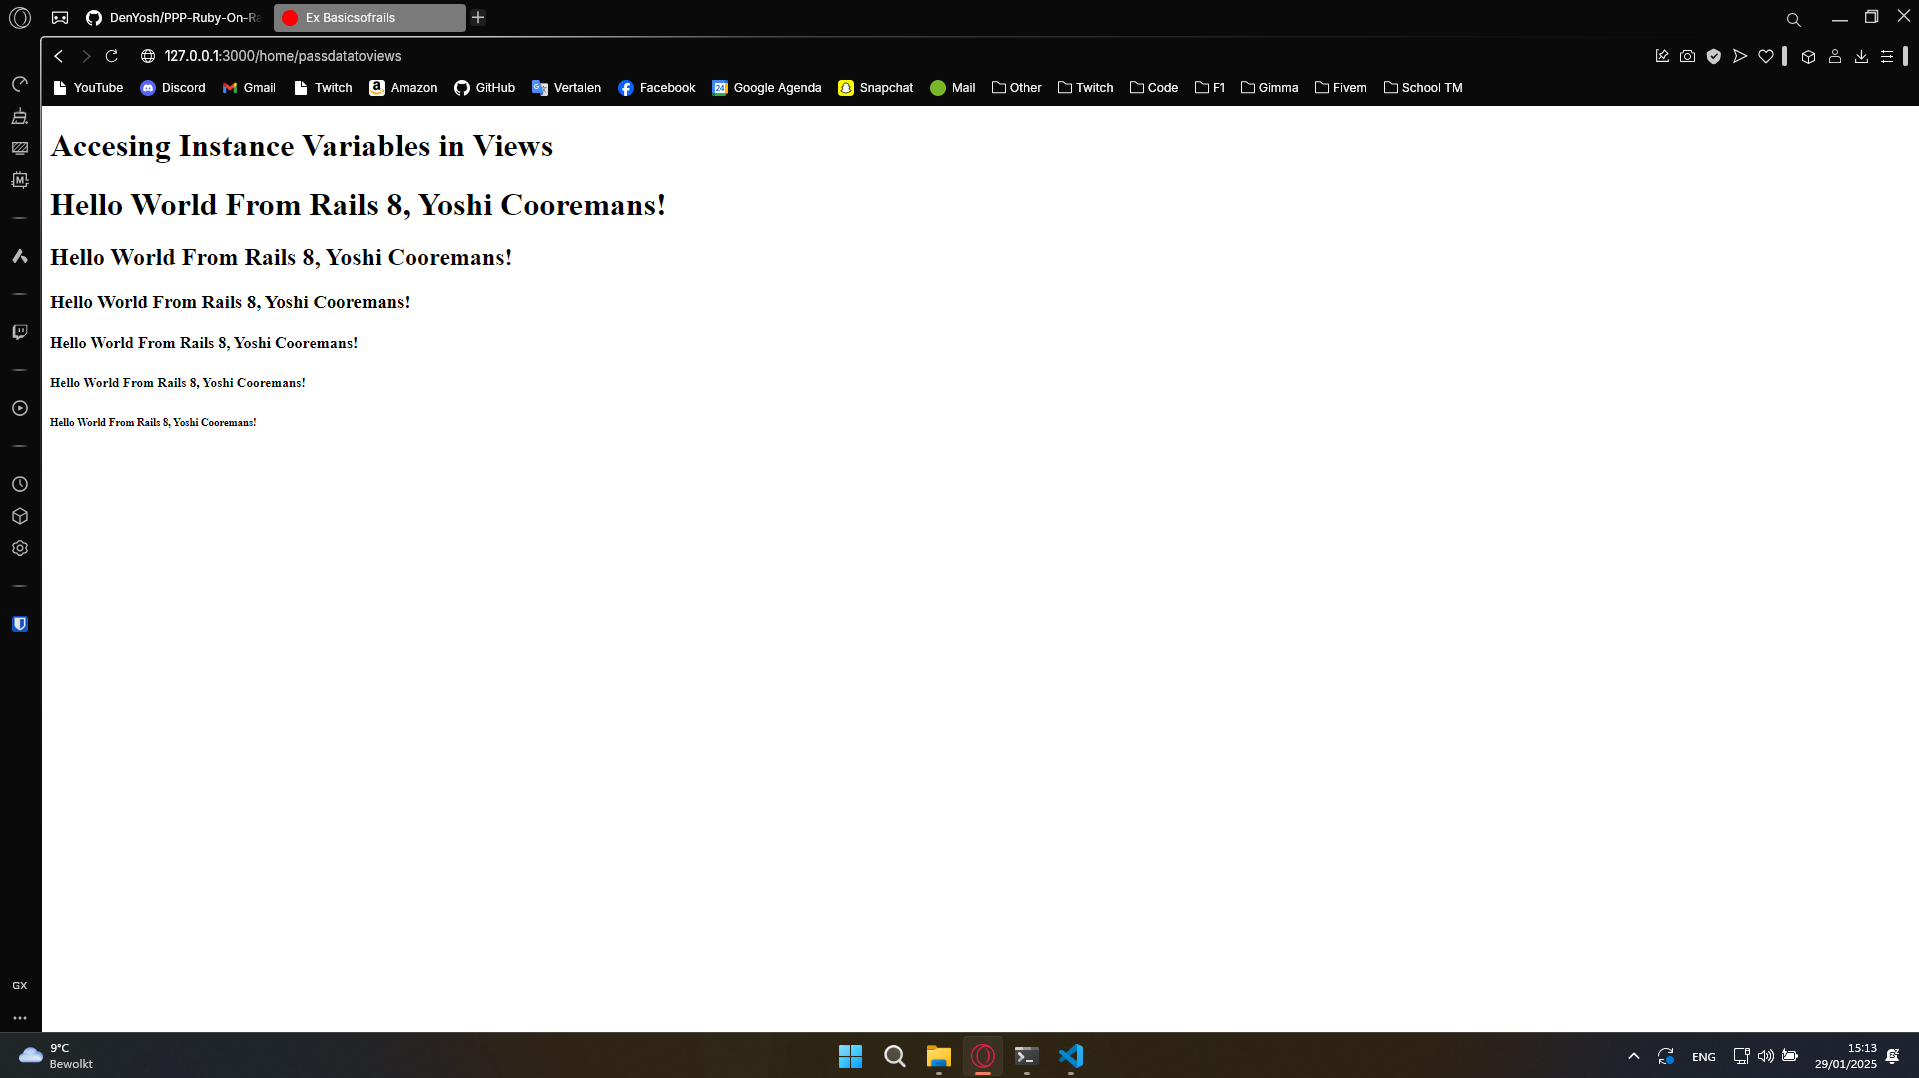 DenYosh/PPP-Ruby-On-Ra
Ex Basicsofrails
127.0.0.1:3000/home/passdatatoviews
YouTube Discord Gmail Twitch Amazon GitHub Vertalen Facebook 24 Google Agenda Snapchat Mail Other Twitch Code F1 Gimma Fivem School TM
M
Accesing Instance Variables in Views
Hello World From Rails 8, Yoshi Cooremans!
Hello World From Rails 8, Yoshi Cooremans!
Hello World From Rails 8, Yoshi Cooremans!
Hello World From Rails 8, Yoshi Cooremans!
Hello World From Rails 8, Yoshi Cooremans!
Hello World From Rails 8, Yoshi Cooremans!
GX
9°C
Bewolkt
ENG
15:13
29/01/2025